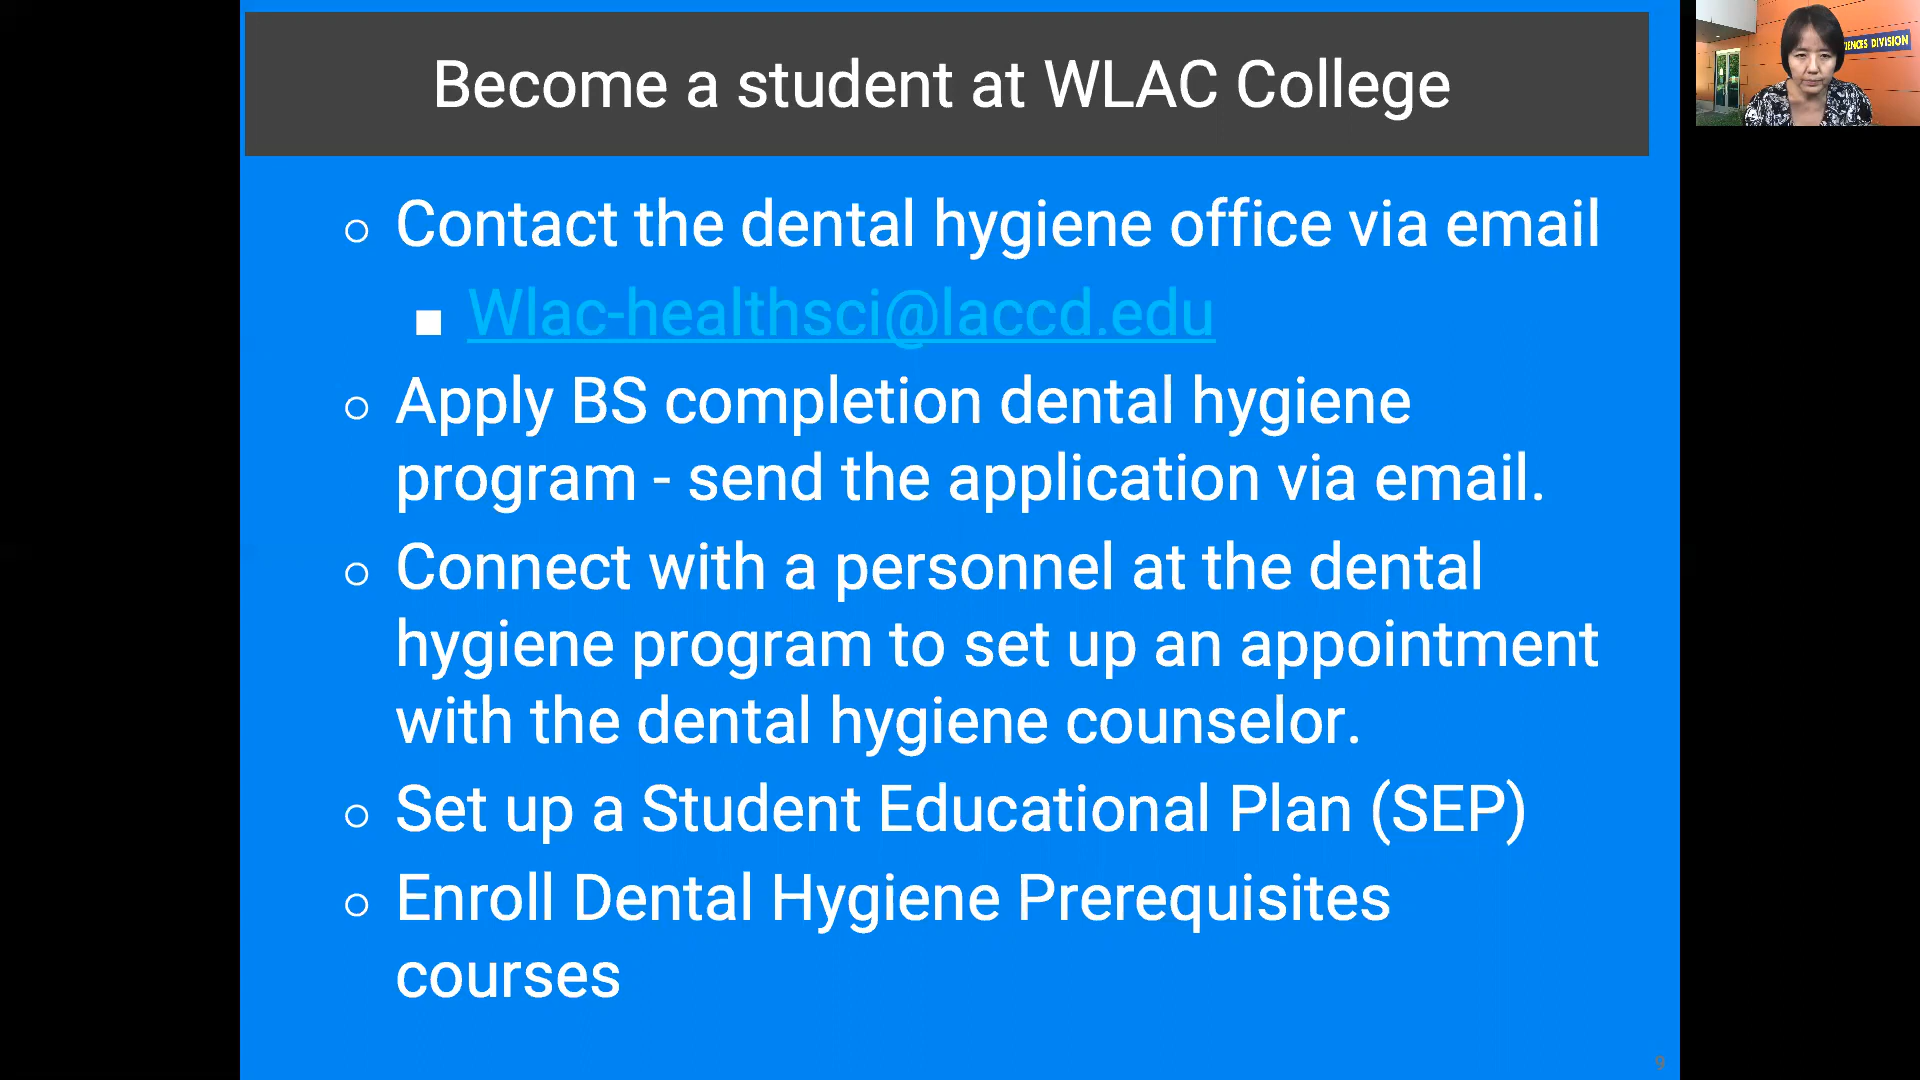 Become a student at WLAC College
IENCES DIVISION
Contact the dental hygiene office via email
Wlac-healthsci@laccd.edu
Apply BS completion dental hygiene
program - send the application via email.
Connect with a personnel at the dental
hygiene program to set up an appointment
with the dental hygiene counselor.
Set up a Student Educational Plan (SEP)
Enroll Dental Hygiene Prerequisites
courses
9